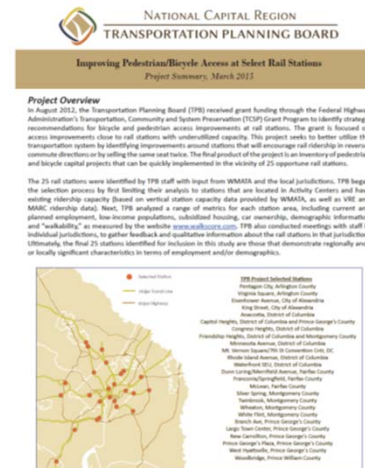 NATIONAL CAPITAL REGION
TRANSPORTATION PLANNING BOARD
Improving Pedestrian/Bicycle Access at Select Rail Stations
Project Summary, March 2015
Project Overview
In August 2012, the Transportation Planning Board (TPB) received grant funding through the Federal Highwa
Administration's Transportation, Community and System Preservation (TCSP) Grant Program to identify strateg
recommendations for bicycle and pedestrian access improvements at rail stations. The grant is focused o
access improvements close to rail stations with underutilized capacity. This project seeks to better utilize th
transportation system by identifying improvements around stations that will encourage rail ridership in revers
commute directions or by selling the same seat twice. The final product of the project is an inventory of pedestria
and bicycle capital projects that can be quickly implemented in the vicinity of 25 opportune rail stations.
The 25 rail stations were identified by TPB staff with input from WMATA and the local jurisdictions. TPB bega
the selection process by first limiting their analysis to stations that are located in Activity Centers and hav
existing ridership capacity (based on vertical station capacity data provided by WMATA, as well as VRE an
MARC ridership data). Next, TPB analyzed a range of metrics for each station area, including current an
planned employment, low-income populations, subsidized housing, car ownership, demographic informatio
and "walkability," as measured by the website www.walkscore.com. TPB also conducted meetings with staff
individual jurisdictions, to gather feedback and qualitative information about the rail stations in that jurisdiction
Ultimately, the final 25 stations identified for inclusion in this study are those that demonstrate regionally and
or locally significant characteristics in terms of employment and/or demographics.
Selected Station
Major Transit Line
Major Highway
TPB Project Selected Stations
Pentagon City, Arlington County
Virginia Square, Arlington County
Eisenhower Avenue, City of Alexandria
King Street, City of Alexandria
Anacostia, District of Columbia
Capitol Heights, District of Columbia and Prince George's County
Congress Heights, District of Columbia
Friendship Heights, District of Columbia and Montgomery County
Minnesota Avenue, District of Columbia
Mt. Vernon Square/7th St Convention Cntr, DC
Rhode Island Avenue, District of Columbia
Waterfront SEU, District of Columbia
Dunn Loring/Merrifield Avenue, Fairfax County
Franconia/Springfield, Fairfax County
McLean, Fairfax County
Silver Spring, Montgomery County
Twinbrook, Montgomery County
Wheaton, Montgomery County
White Flint, Montgomery County
Branch Ave, Prince George's County
Largo Town Center, Prince George's County
New Carrollton, Prince George's County
Prince George's Plaza, Prince George's County
West Hyattsville, Prince George's County
Woodbridge, Prince William County